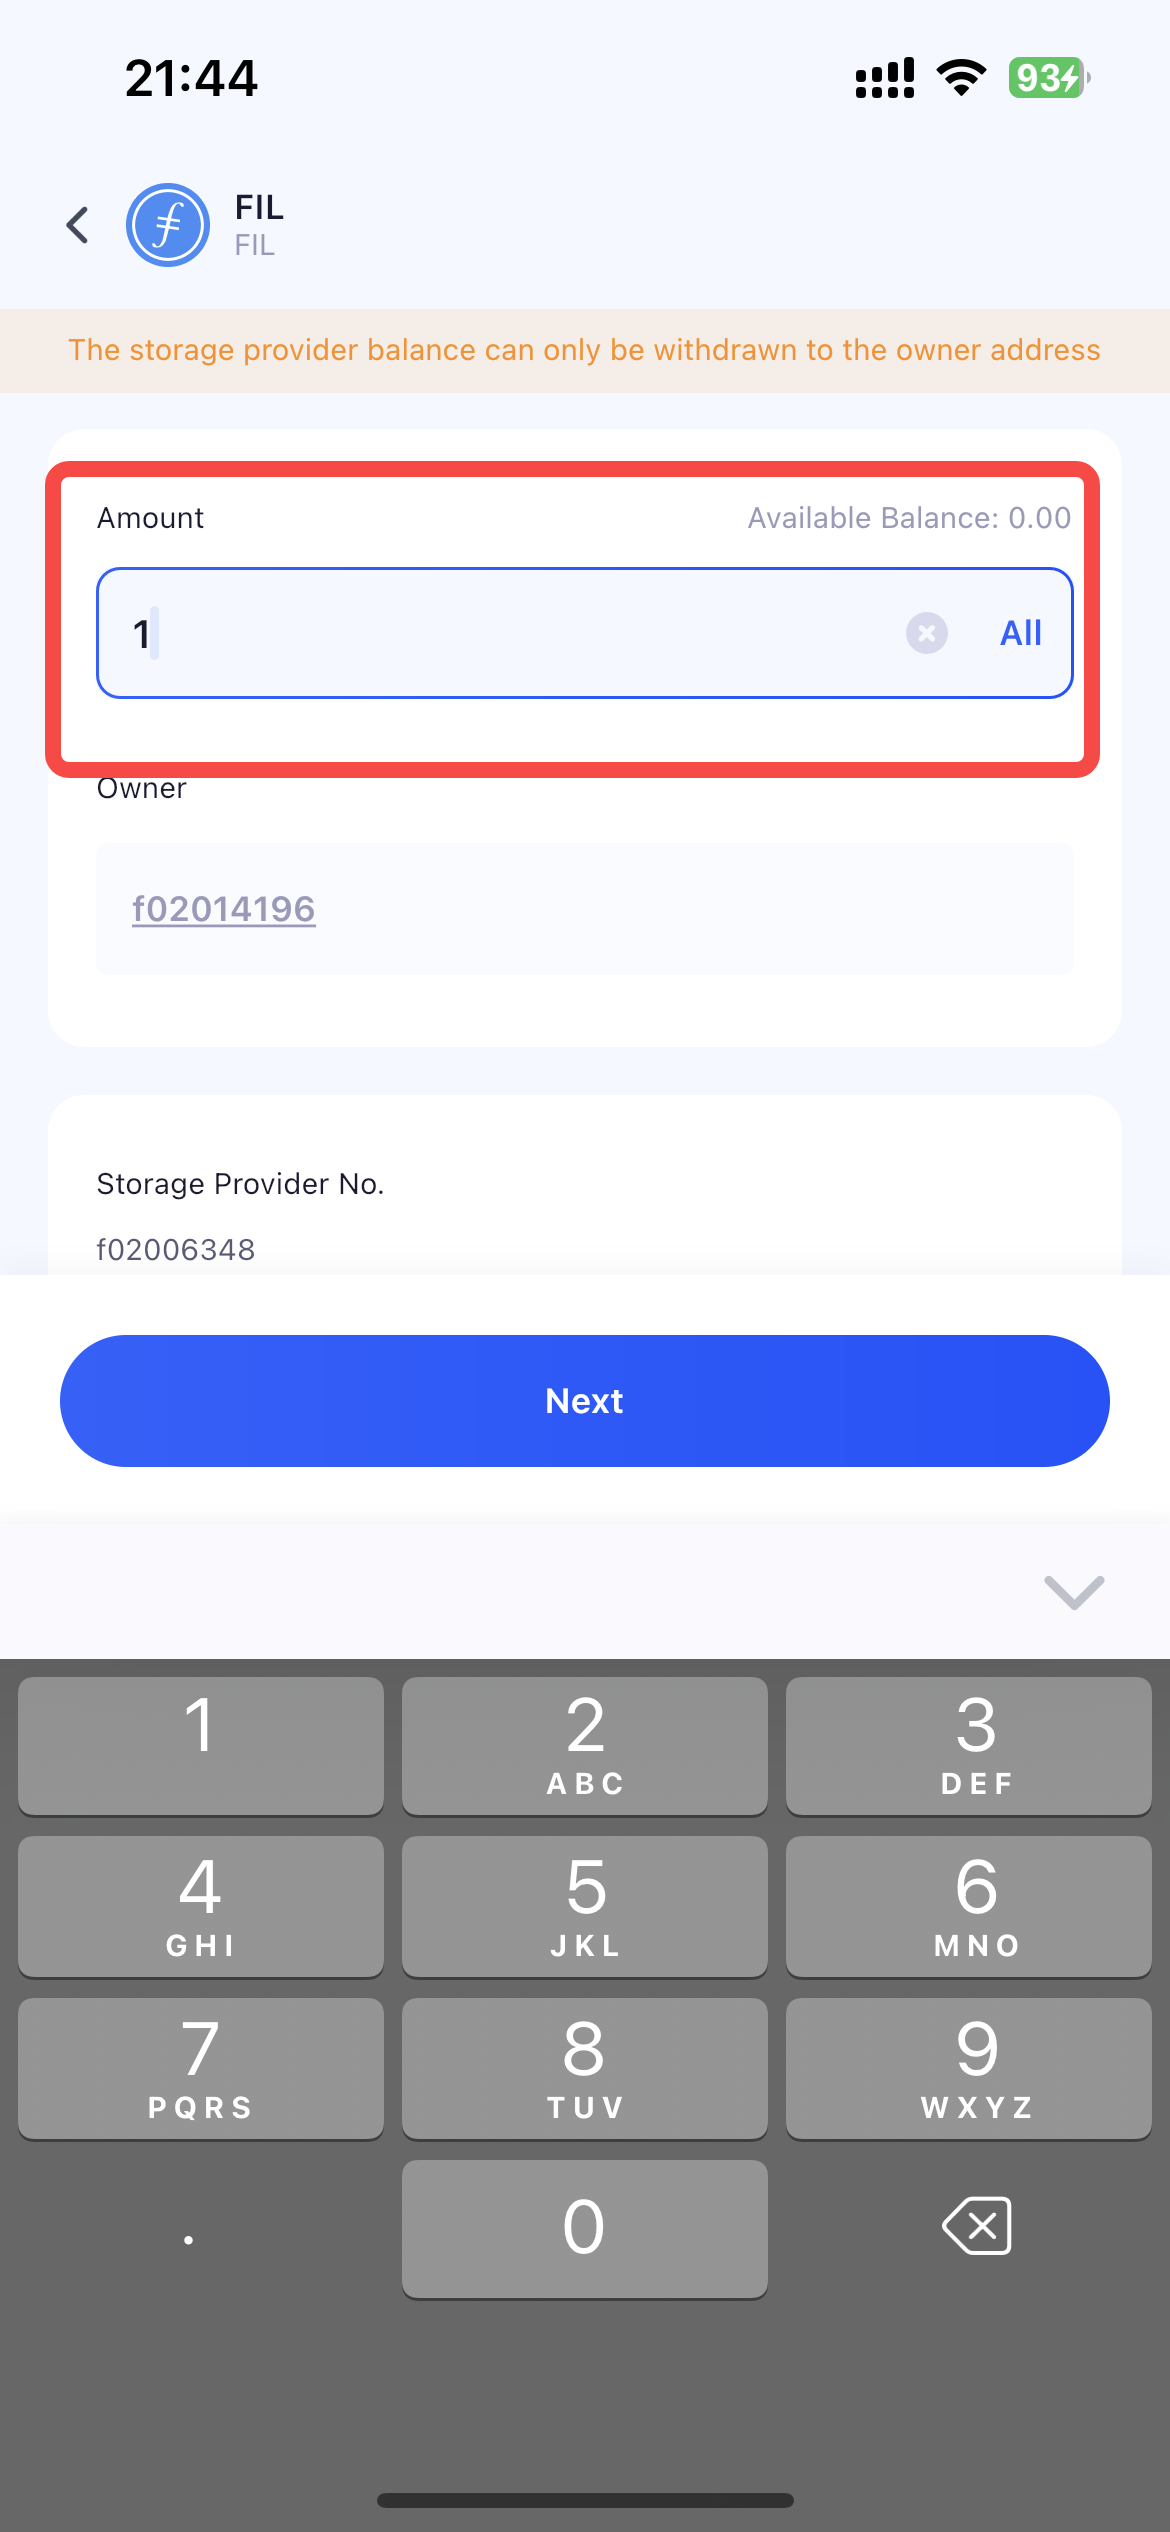 21:44
93
FIL
FIL
The storage provider balance can only be withdrawn to the owner address
Amount
Available Balance: 0.00
1
All
Owner
f02014196
Storage Provider No.
f02006348
Next
1
2
ABC
3
DEF
4
GHI
5
JKL
6
MNO
7
PQRS
8
TUV
9
WXYZ
.
0